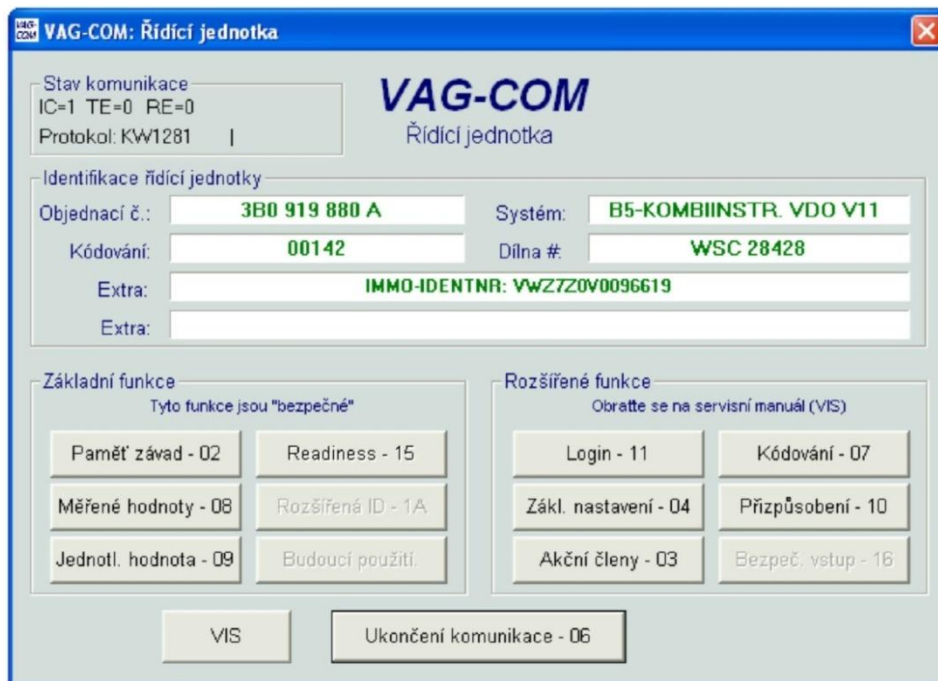 VAG-COM VAG-COM: Řídící jednotka
Stav komunikace
IC=1 TE=0 RE=0
Protokol: KW1281 |
VAG-COM
Řídící jednotka
Identifikace řídící jednotky
Objednací č.: 3B0 919 880 A Systém: B5-KOMBIINSTR. VDO V11
Kódování: 00142 Dílna #: WSC 28428
Extra: IMMO-IDENTNR: VWZ7Z0V0096619
Extra:
Základní funkce
Tyto funkce jsou "bezpečné"
Paměť závad - 02 Readiness - 15
Měřené hodnoty - 08 Rozšířená ID - 1A
Jednotl. hodnota - 09 Budoucí použití.
Rozšířené funkce
Obraťte se na servisní manuál (VIS)
Login - 11 Kódování - 07
Zákl. nastavení - 04 Přizpůsobení - 10
Akční členy - 03 Bezpeč. vstup - 16
VIS Ukončení komunikace - 06